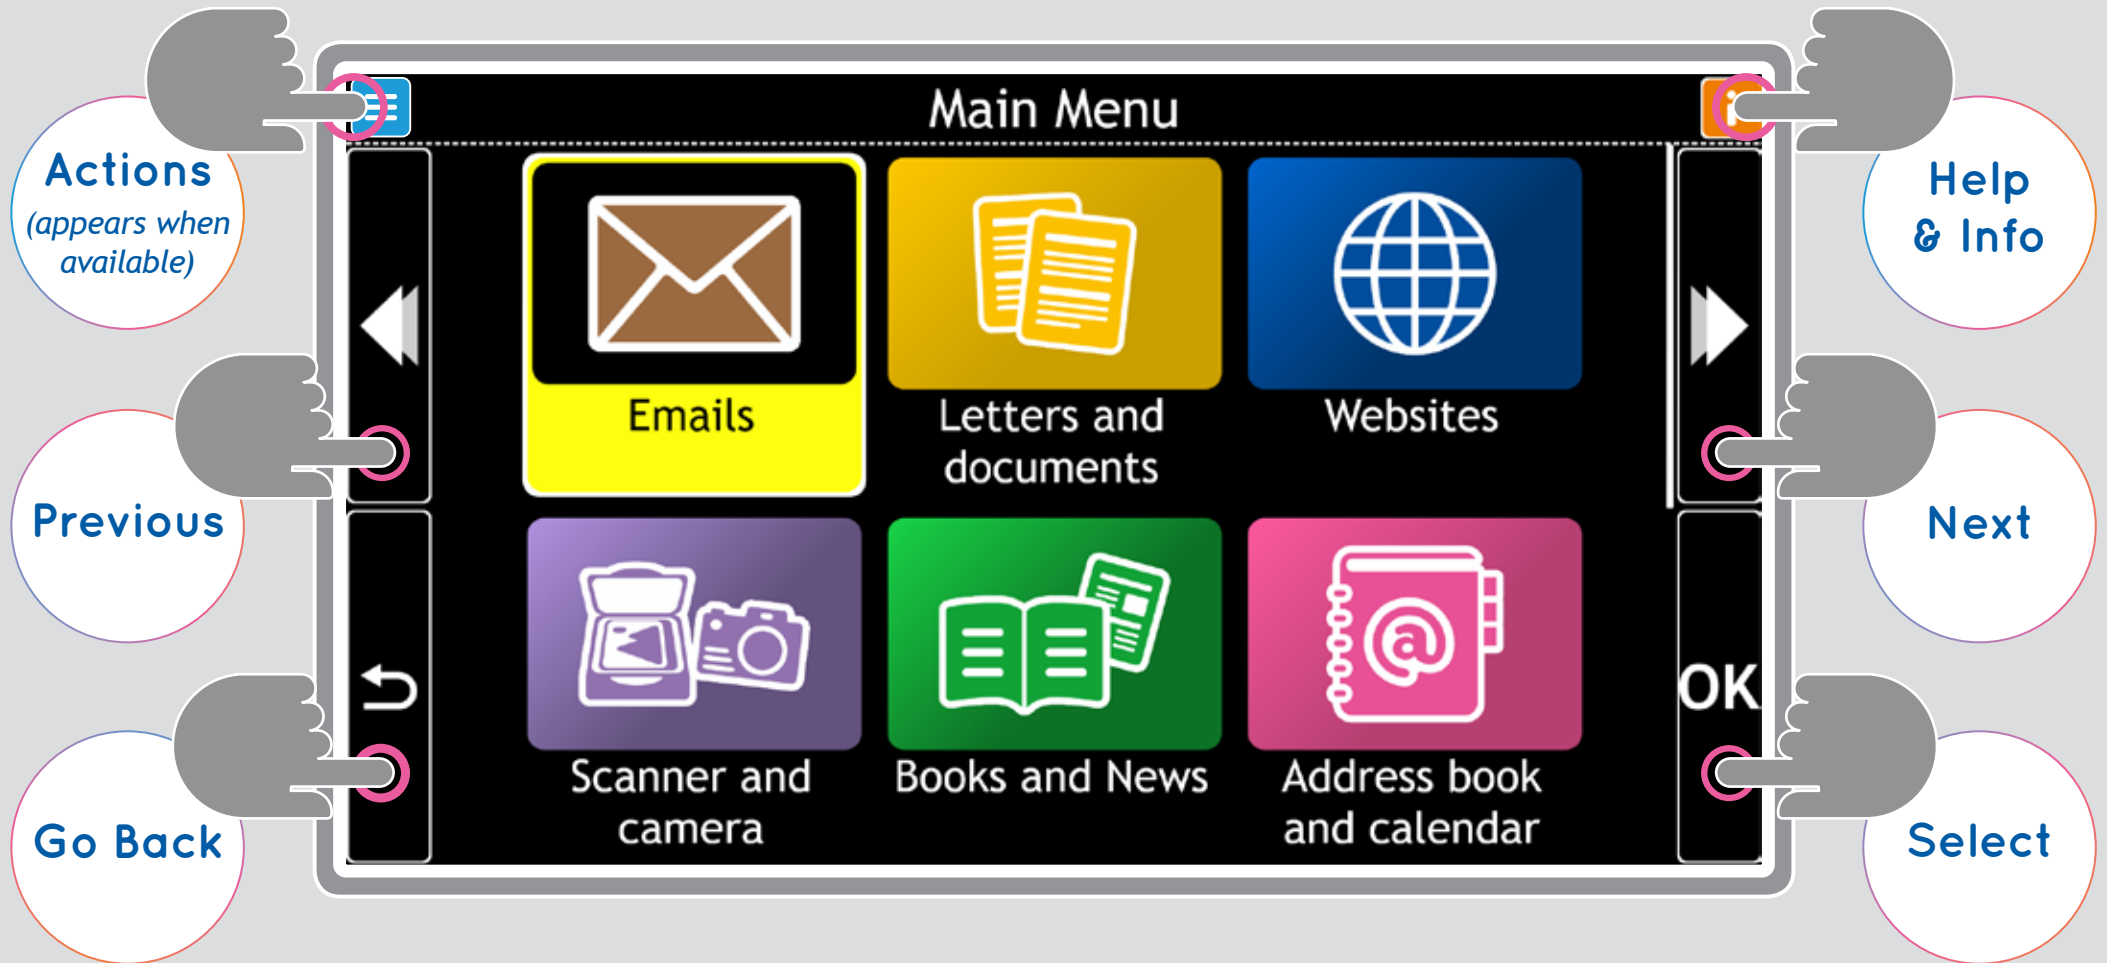 Main Menu
Actions
(appears when
available)
Help
& Info
Emails
Letters and
documents
Websites
Previous
Next
Scanner and
camera
Books and News
Address book
and calendar
OK
@
Go Back
Select